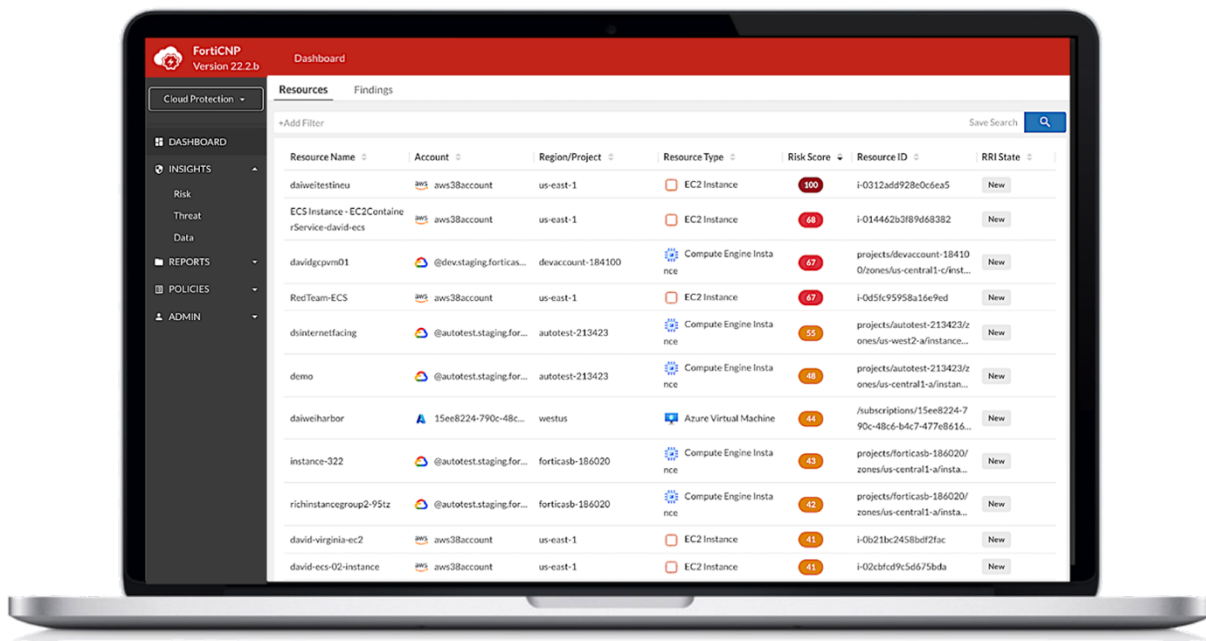 FortiCNP
Version 22.2.b
Dashboard
Cloud Protection
DASHBOARD
INSIGHTS
Risk
Threat
Data
REPORTS
POLICIES
ADMIN
Resources Findings
+Add Filter Save Search
Resource Name Account Region/Project Resource Type Risk Score Resource ID RRI State
daiweitestineu aws aws38account us-east-1 EC2 Instance 100 i-0312add928e0c6ea5 New
ECS Instance - EC2Containe
rService-david-ecs aws aws38account us-east-1 EC2 Instance 68 i-014462b3f89d68382 New
davidgcpvm01 @dev.staging.forticas... devaccount-184100 Compute Engine Insta
nce 67 projects/devaccount-18410
0/zones/us-central1-c/inst... New
RedTeam-ECS aws aws38account us-east-1 EC2 Instance 67 i-0d5fc95958a16e9ed New
dsinternetfacing @autotest.staging.for... autotest-213423 Compute Engine Insta
nce 55 projects/autotest-213423/z
ones/us-west2-a/instance... New
demo @autotest.staging.for... autotest-213423 Compute Engine Insta
nce 48 projects/autotest-213423/z
ones/us-central1-a/instan... New
daiweiharbor 15ee8224-790c-48c... westus Azure Virtual Machine 44 /subscriptions/15ee8224-7
90c-48c6-b4c7-477e8616... New
instance-322 @autotest.staging.for... forticasb-186020 Compute Engine Insta
nce 43 projects/forticasb-186020/
zones/us-central1-a/insta... New
richinstancegroup2-95tz @autotest.staging.for... forticasb-186020 Compute Engine Insta
nce 42 projects/forticasb-186020/
zones/us-central1-a/insta... New
david-virginia-ec2 aws aws38account us-east-1 EC2 Instance 41 i-0b21bc2458bdf2fac New
david-ecs-02-instance aws aws38account us-east-1 EC2 Instance 41 i-02cbfcd9c5d675bda New